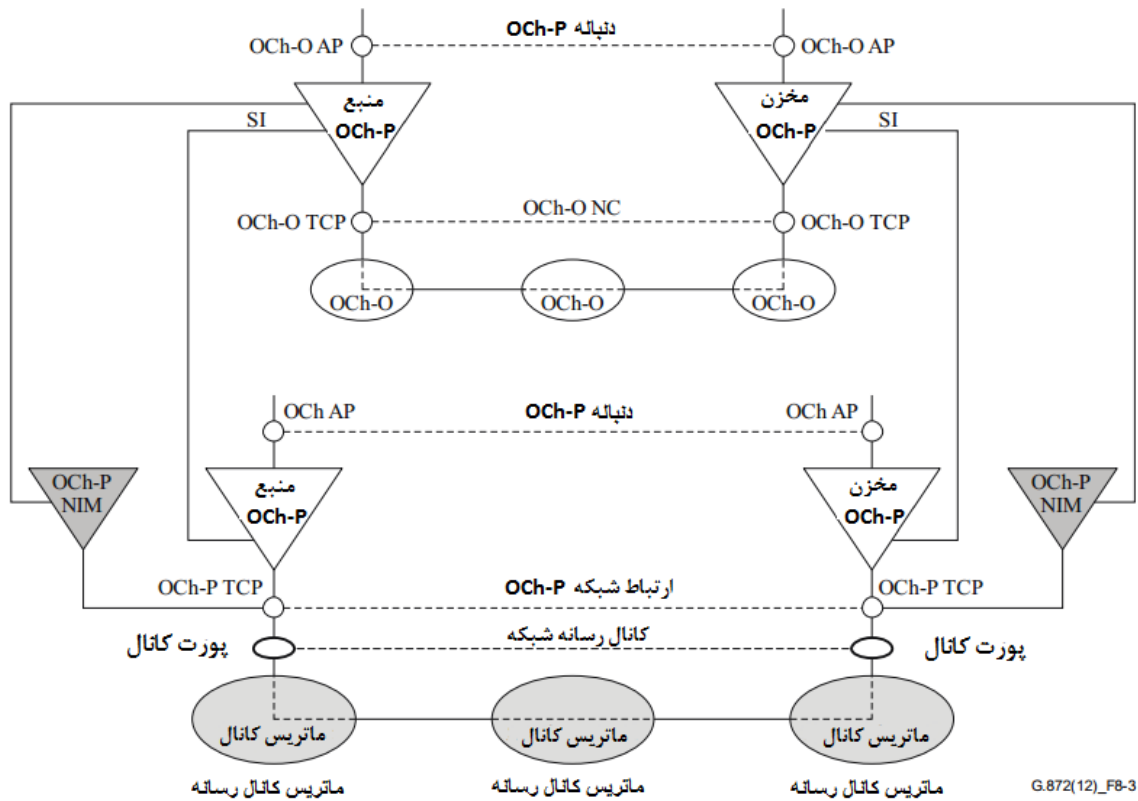 دنباله OCh-P
OCh-O AP
OCh-O AP
منبع
OCh-P
مخزن
OCh-P
SI
SI
OCh-O TCP
OCh-O NC
OCh-O TCP
OCh-O
OCh-O
OCh-O
OCh AP
دنباله OCh-P
OCh AP
OCh-P
NIM
منبع
OCh-P
مخزن
OCh-P
OCh-P
NIM
OCh-P TCP
ارتباط شبکه OCh-P
OCh-P TCP
پورت کانال
کانال رسانه شبکه
پورت کانال
ماتریس کانال
ماتریس کانال
ماتریس کانال
ماتریس کانال رسانه
ماتریس کانال رسانه
ماتریس کانال رسانه
G.872(12)_F8-3